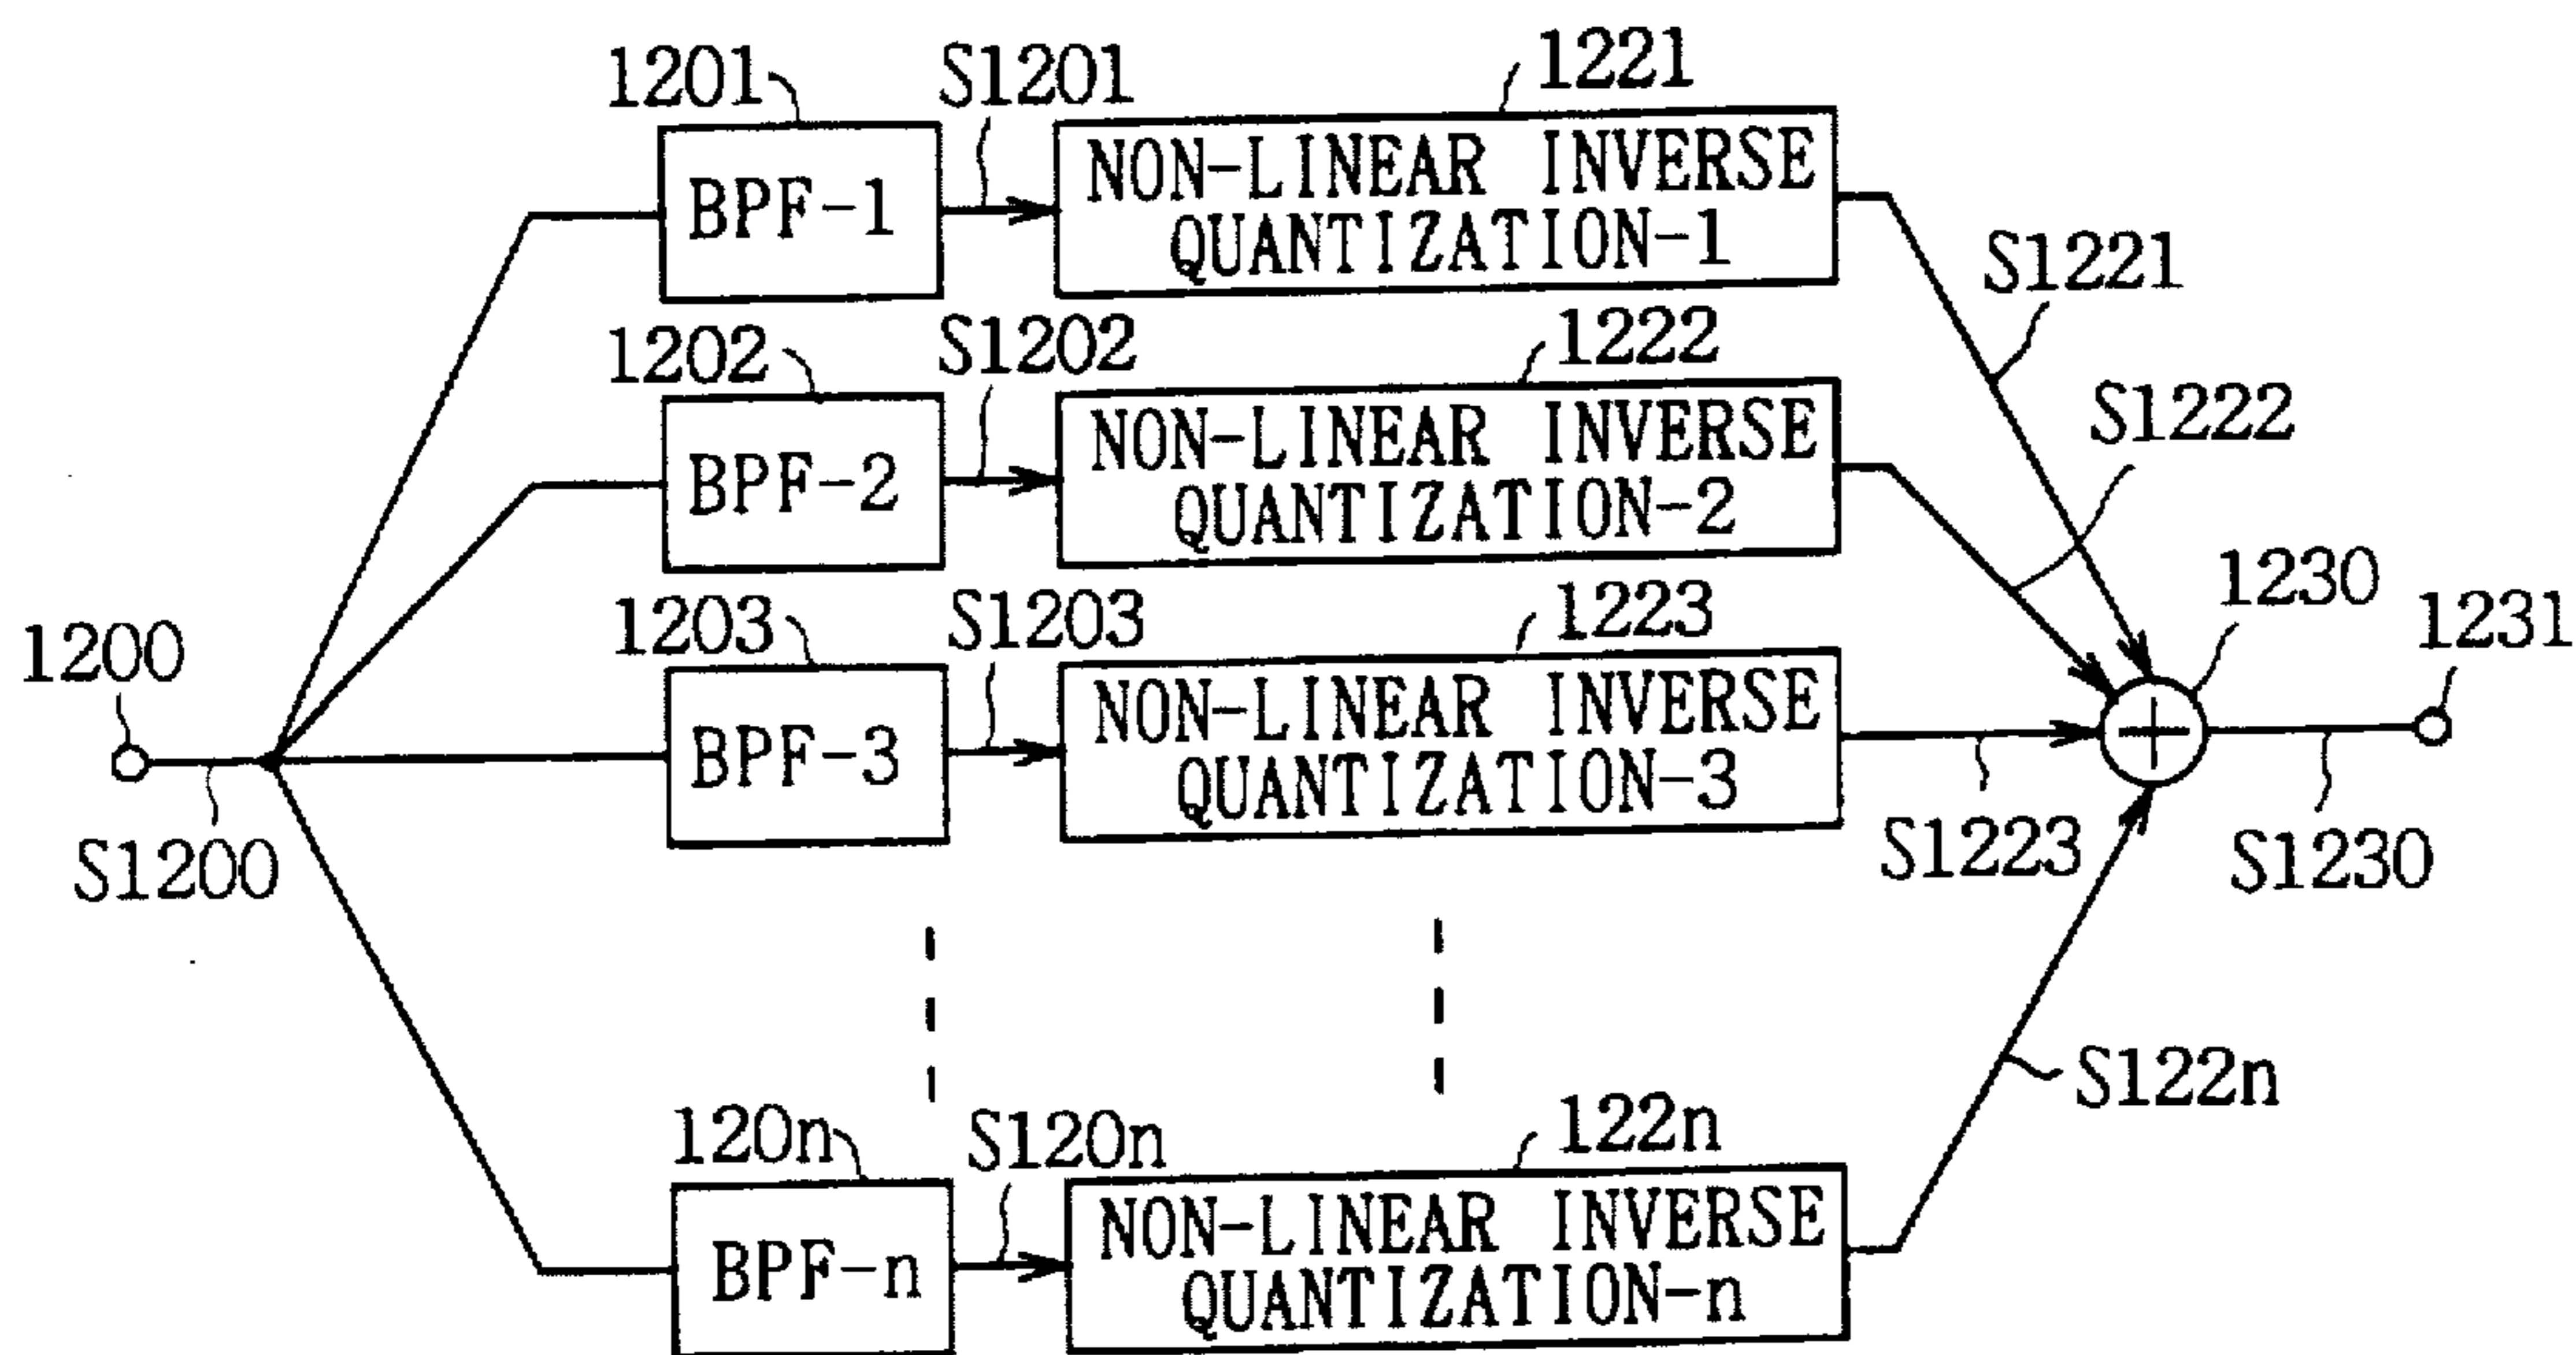 1201
S1201
1221
BPF-1
NON-LINEAR INVERSE
QUANTIZATION-1
S1221
1202
S1202
1222
BPF-2
NON-LINEAR INVERSE
QUANTIZATION-2
S1222
1203
S1203
1223
1230
1231
1200
BPF-3
NON-LINEAR INVERSE
QUANTIZATION-3
S1200
S1223
S1230
120n
S120n
122n
S122n
BPF-n
NON-LINEAR INVERSE
QUANTIZATION-n